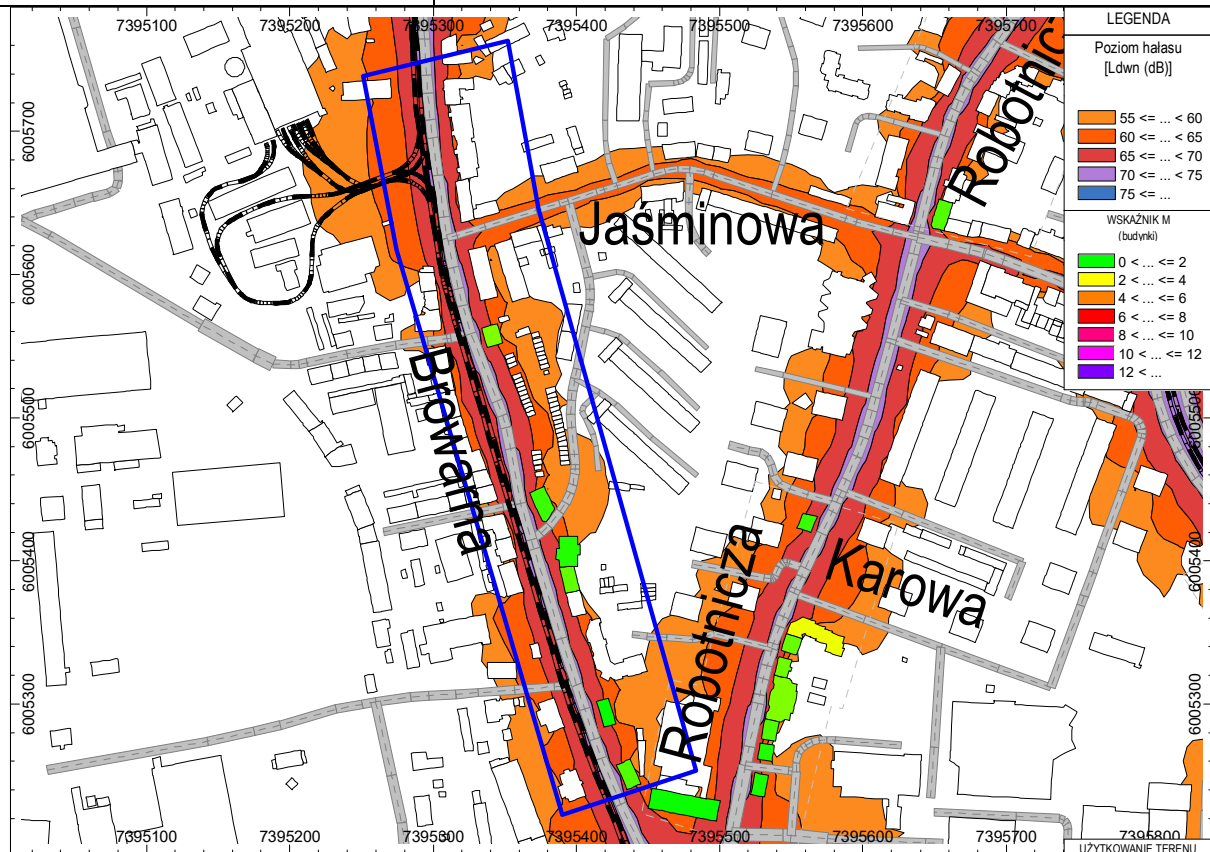 7395100
7395200
7395300
7395400
7395500
7395600
7395700
LEGENDA
Poziom hałasu
[Ldwn (dB)]
55 <= ... < 60
60 <= ... < 65
65 <= ... < 70
70 <= ... < 75
75 <= ...
WSKAŹNIK M
(budynki)
0 < ... <= 2
2 < ... <= 4
4 < ... <= 6
6 < ... <= 8
8 < ... <= 10
10 < ... <= 12
12 < ...
6005700
6005600
6005500
6005400
6005300
Robotnic
Jaśminowa
Browarna
Robotnicza
Karowa
6005500
6005400
6005300
7395100
7395200
7395300
7395400
7395500
7395600
7395700
7395800
UŻYTKOWANIE TERENU